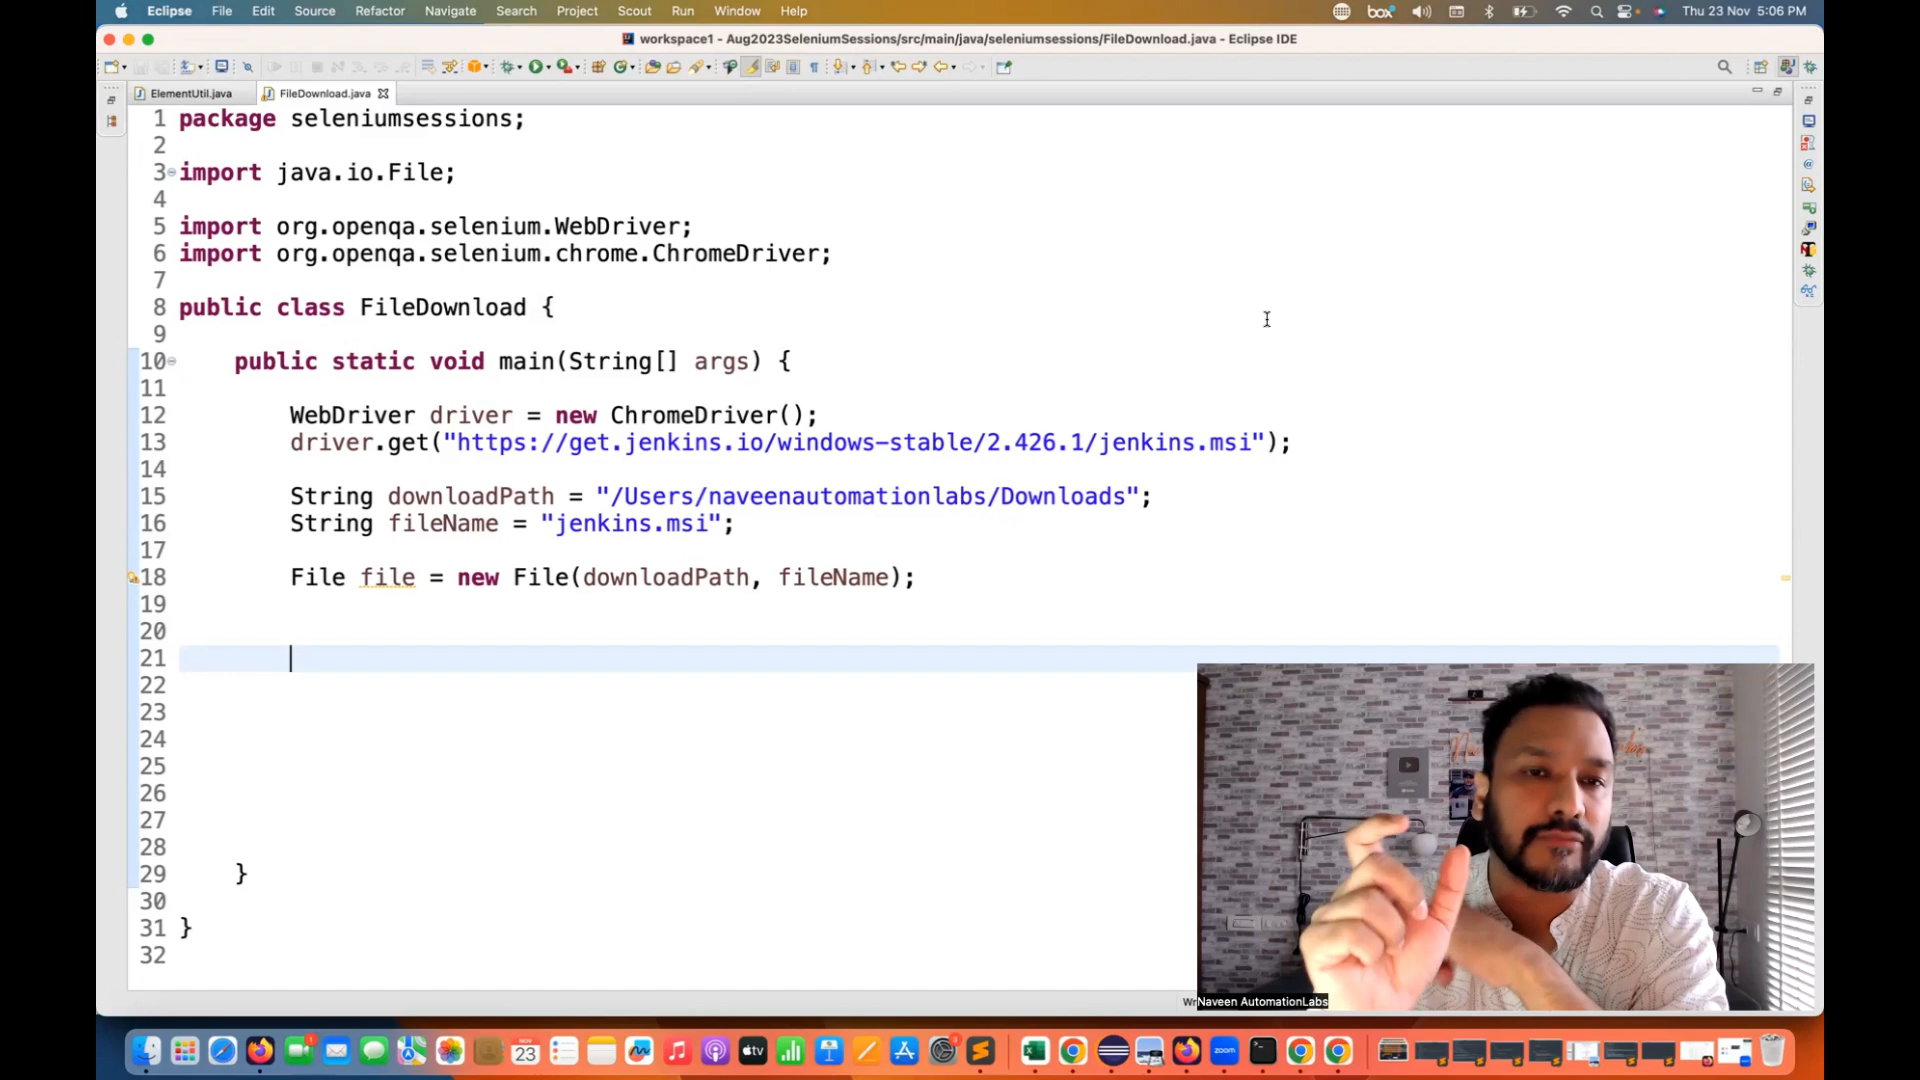 Eclipse File Edit Source Refactor Navigate Search Project Scout Run Window Help box Thu 23 Nov 5:06 PM
workspace1 - Aug2023SeleniumSessions/src/main/java/seleniumsessions/FileDownload.java - Eclipse IDE
ElementUtil.java FileDownload.java
1 package seleniumsessions;
2
3 import java.io.File;
4
5 import org.openqa.selenium.WebDriver;
6 import org.openqa.selenium.chrome.ChromeDriver;
7
8 public class FileDownload {
9
10 public static void main(String[] args) {
11
12 WebDriver driver = new ChromeDriver();
13 driver.get("https://get.jenkins.io/windows-stable/2.426.1/jenkins.msi");
14
15 String downloadPath = "/Users/naveenautomationlabs/Downloads";
16 String fileName = "jenkins.msi";
17
18 File file = new File(downloadPath, fileName);
19
20
21
22
23
24
25
26
27
28
29 }
30
31 }
32
Naveen AutomationLabs
NOV
23
tv
zoom